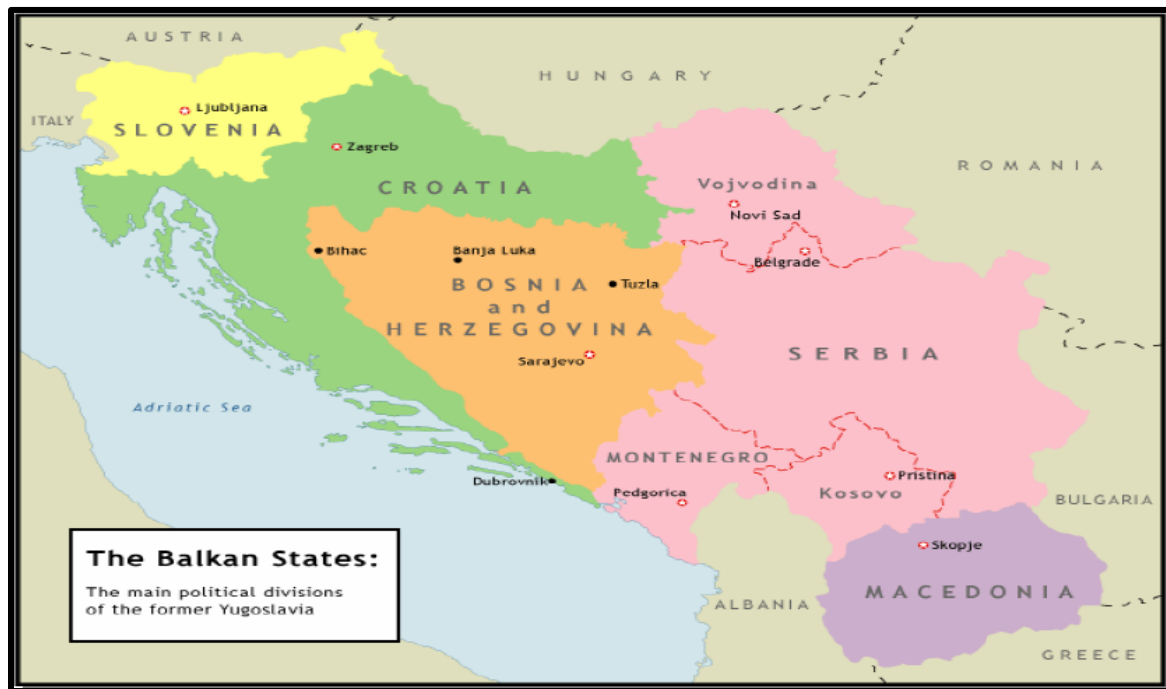 AUSTRIA
HUNGARY
ITALY
Ljubljana
SLOVENIA
Zagreb
CROATIA
ROMANIA
Vojvodina
Novi Sad
Belgrade
Bihac
Banja Luka
Tuzla
BOSNIA
and
HERZEGOVINA
Sarajevo
SERBIA
Adriatic Sea
MONTENEGRO
Pristina
Kosovo
Dubrovnik
Pedgorica
BULGARIA
Skopje
MACEDONIA
ALBANIA
GREECE
The Balkan States:
The main political divisions
of the former Yugoslavia